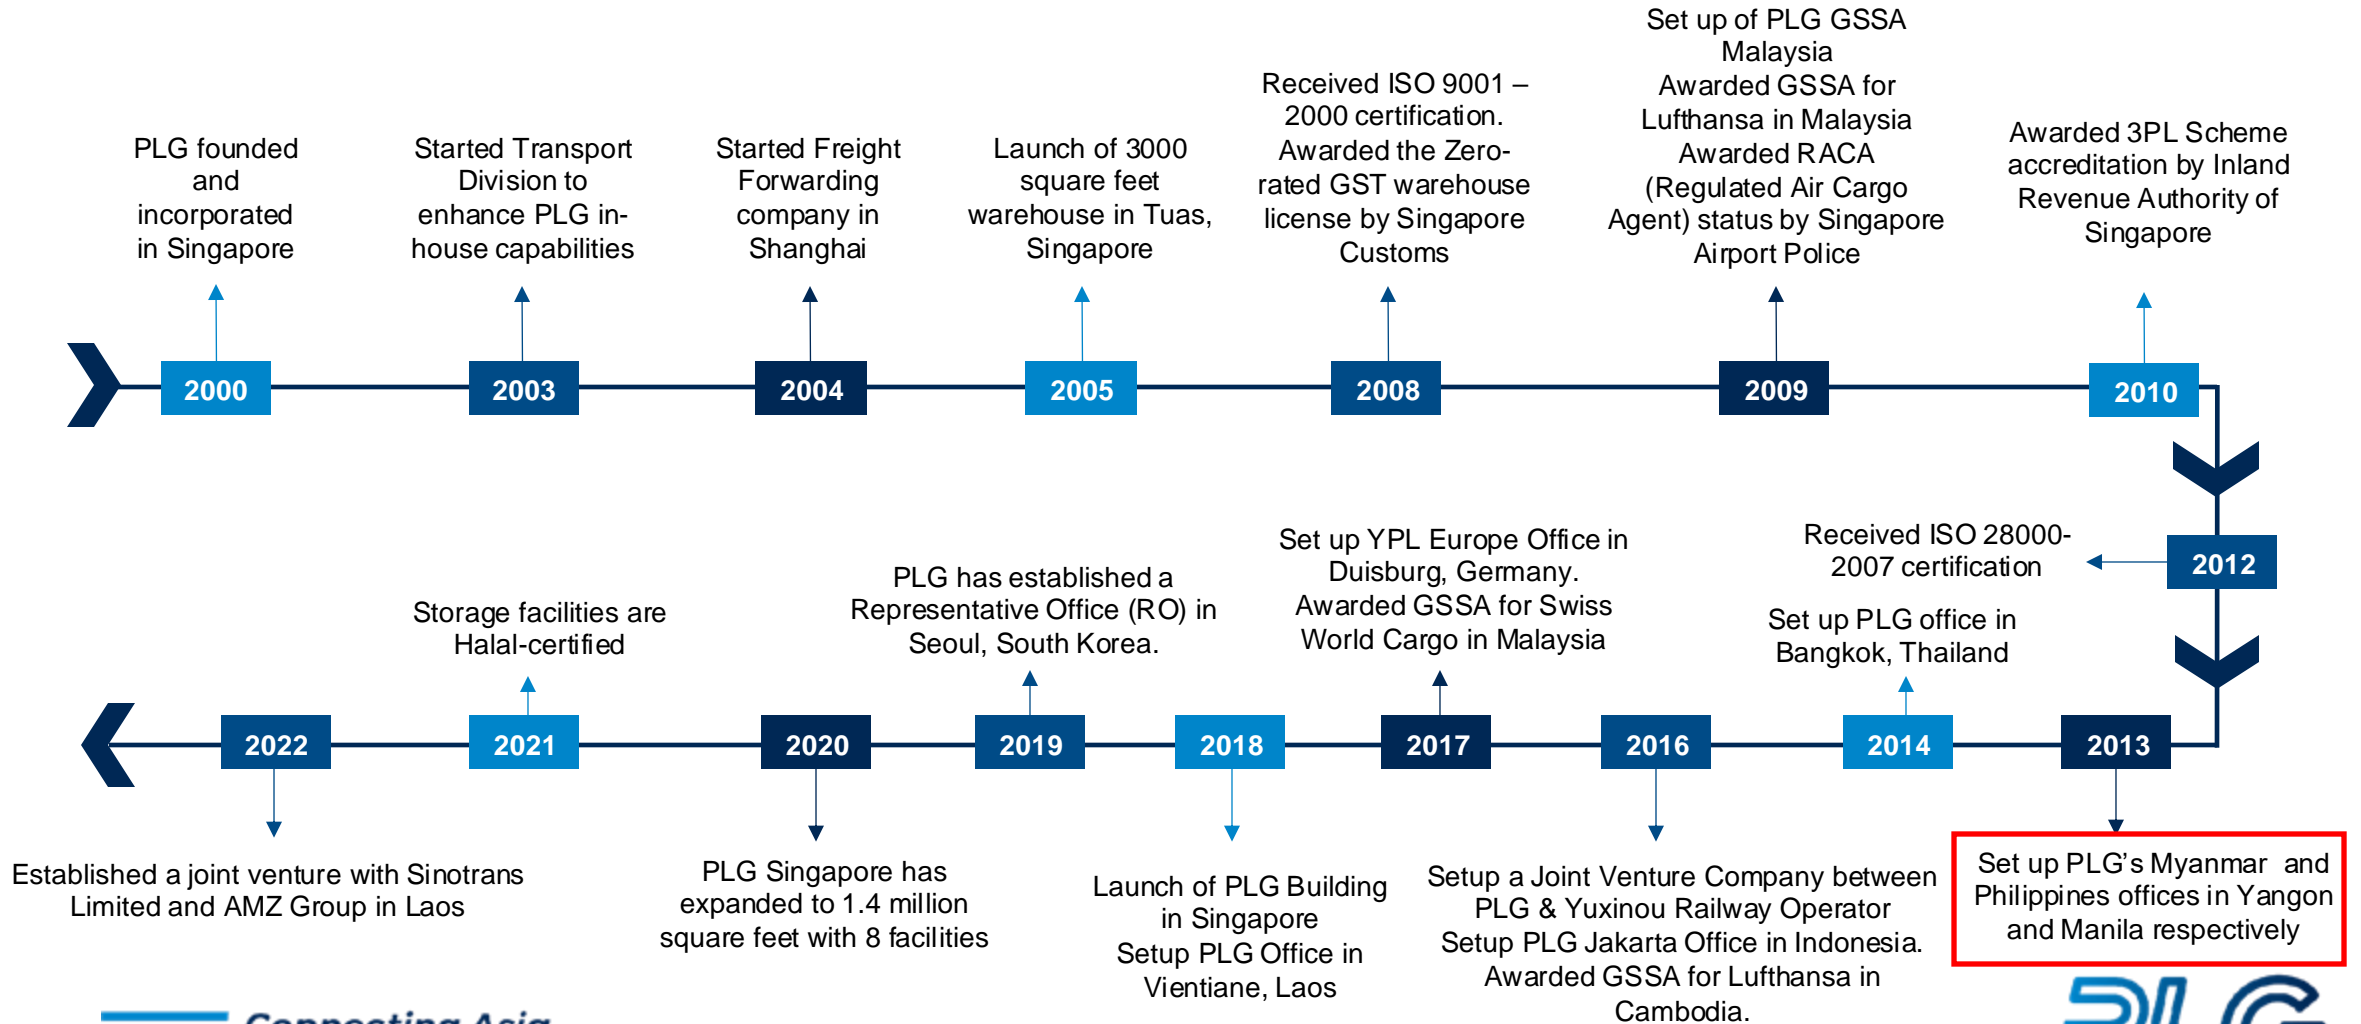 PLG founded
and
incorporated
in Singapore
Started Transport
Division to
enhance PLG in-
house capabilities
Started Freight
Forwarding
company in
Shanghai
Launch of 3000
square feet
warehouse in Tuas,
Singapore
Received ISO 9001 –
2000 certification.
Awarded the Zero-
rated GST warehouse
license by Singapore
Customs
Set up of PLG GSSA
Malaysia
Awarded GSSA for
Lufthansa in Malaysia
Awarded RACA
(Regulated Air Cargo
Agent) status by Singapore
Airport Police
Awarded 3PL Scheme
accreditation by Inland
Revenue Authority of
Singapore
2000
2003
2004
2005
2008
2009
2010
Received ISO 28000-
2007 certification
2012
Storage facilities are
Halal-certified
PLG has established a
Representative Office (RO) in
Seoul, South Korea.
Set up YPL Europe Office in
Duisburg, Germany.
Awarded GSSA for Swiss
World Cargo in Malaysia
Set up PLG office in
Bangkok, Thailand
2022
2021
2020
2019
2018
2017
2016
2014
2013
Established a joint venture with Sinotrans
Limited and AMZ Group in Laos
PLG Singapore has
expanded to 1.4 million
square feet with 8 facilities
Launch of PLG Building
in Singapore
Setup PLG Office in
Vientiane, Laos
Setup a Joint Venture Company between
PLG & Yuxinou Railway Operator
Setup PLG Jakarta Office in Indonesia.
Awarded GSSA for Lufthansa in
Cambodia.
Set up PLG’s Myanmar and
Philippines offices in Yangon
and Manila respectively
Connecting Asia
PLG